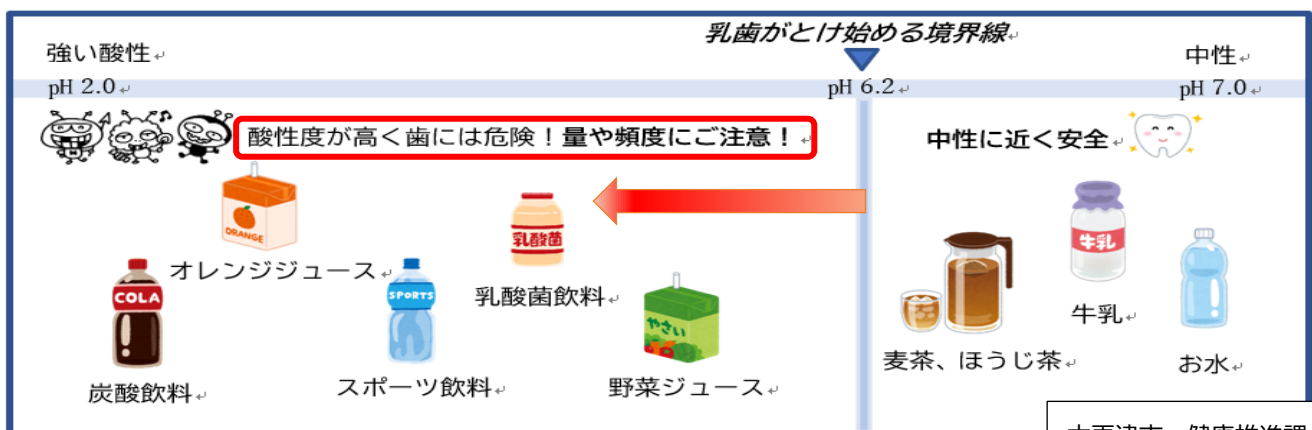 乳歯がとけ始める境界線
強い酸性
中性
pH 2.0
pH 6.2
pH 7.0
酸性度が高く歯には危険！量や頻度にご注意！
中性に近く安全
ORANGE
オレンジジュース
乳酸菌
乳酸菌飲料
牛乳
牛乳
COLA
炭酸飲料
SPORTS
スポーツ飲料
やさい
野菜ジュース
麦茶、ほうじ茶
お水